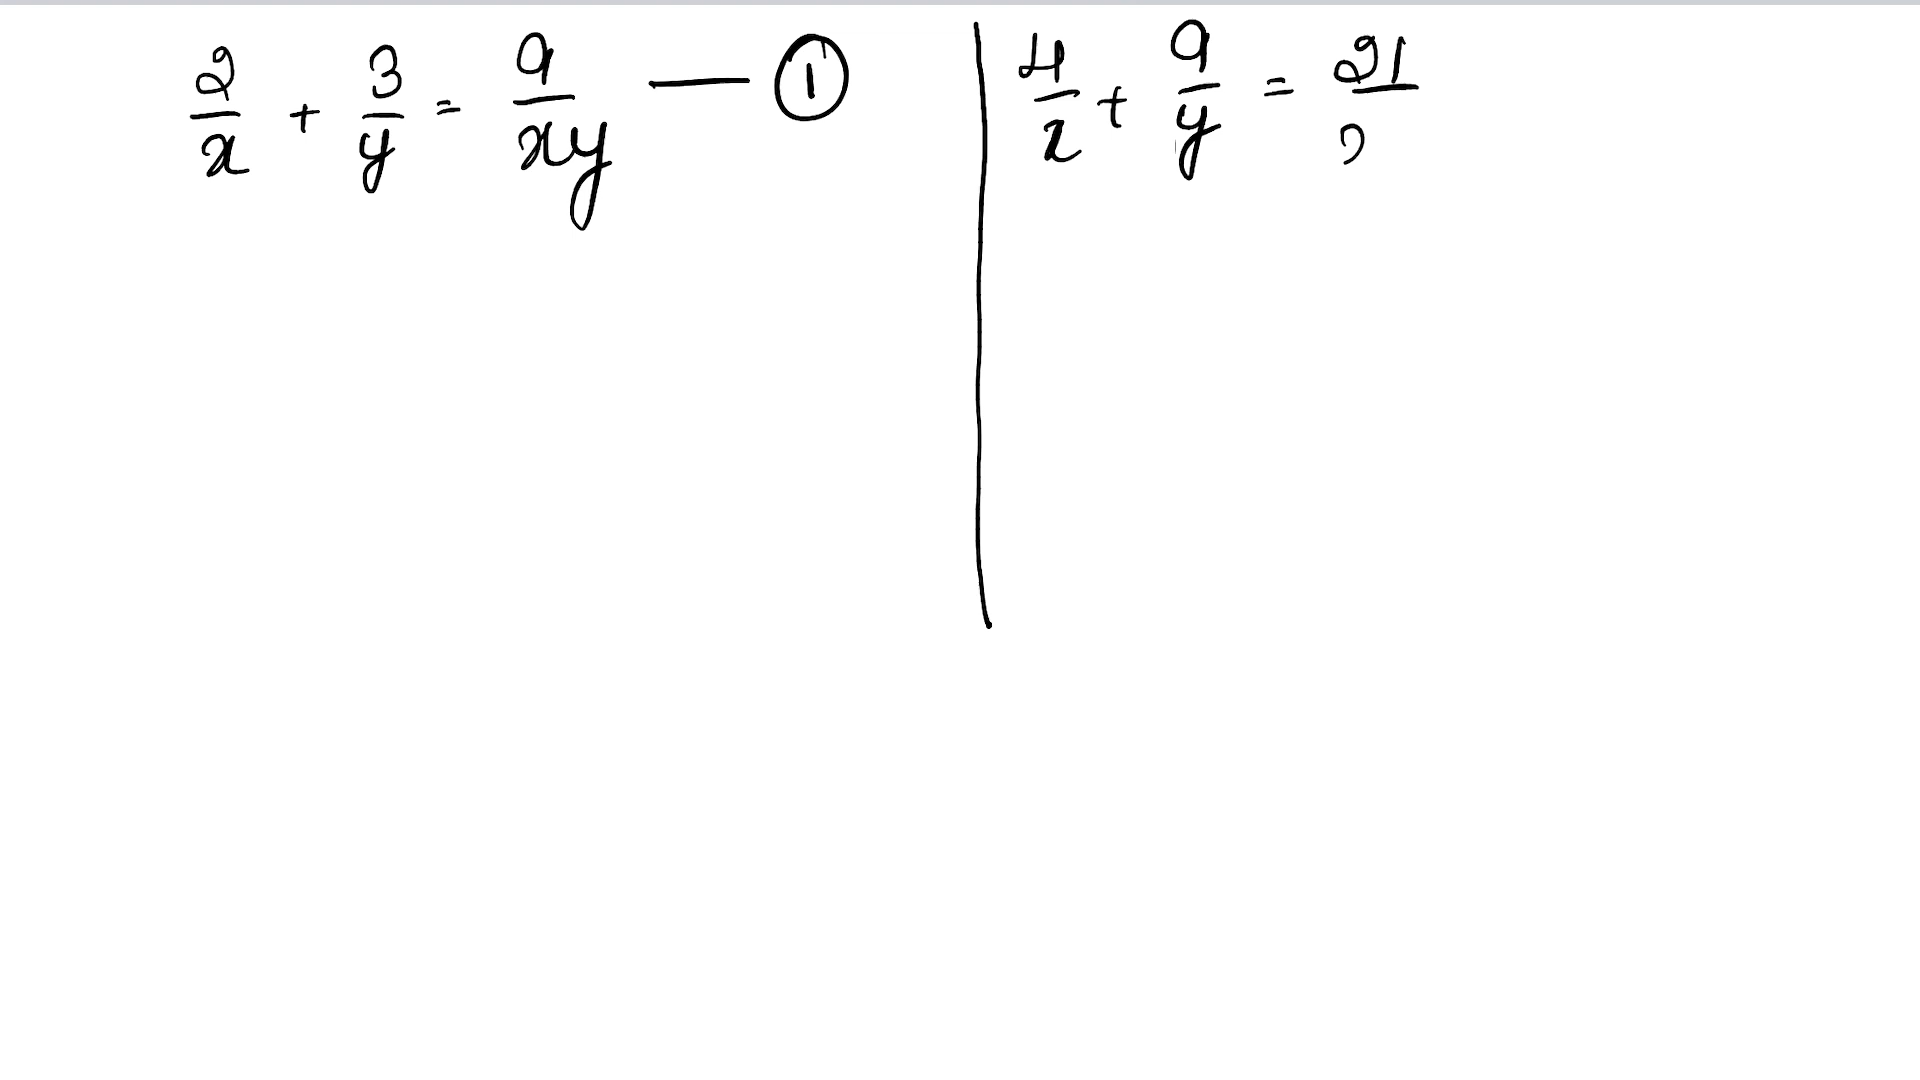 2/x + 3/y = 9/xy — ①
4/x + 9/y = 21/